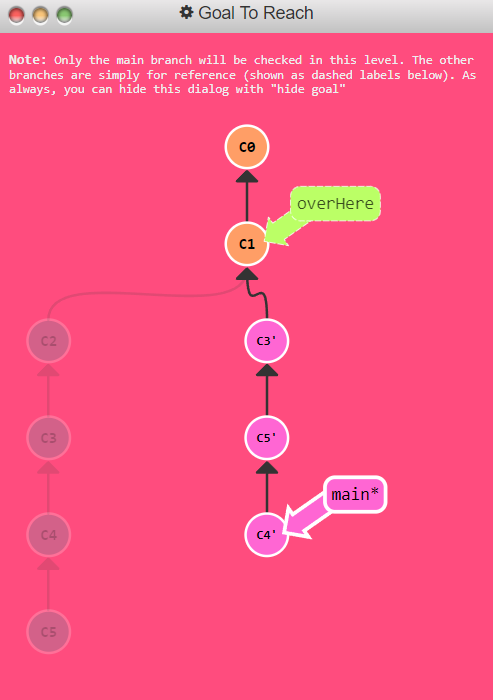 Goal To Reach
Note: Only the main branch will be checked in this level. The other
branches are simply for reference (shown as dashed labels below). As
always, you can hide this dialog with "hide goal"
C0
overHere
C1
C2
C3'
C3
C5'
main*
C4
C4'
C5